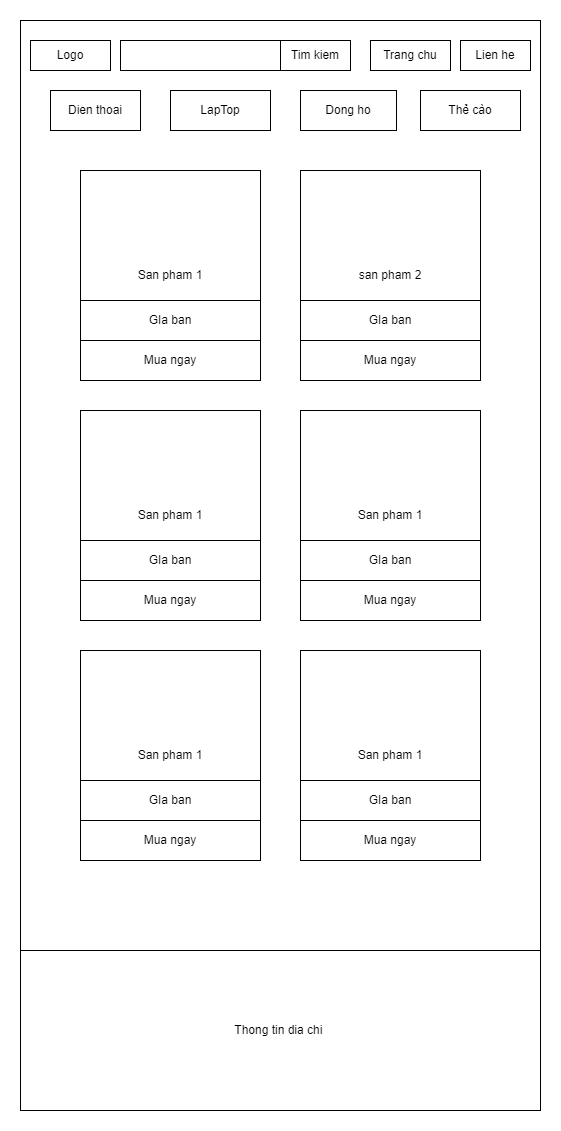 Logo
Tim kiem
Trang chu
Lien he
Dien thoai
LapTop
Dong ho
Thẻ cào
San pham 1
san pham 2
GIa ban
GIa ban
Mua ngay
Mua ngay
San pham 1
San pham 1
GIa ban
GIa ban
Mua ngay
Mua ngay
San pham 1
San pham 1
GIa ban
GIa ban
Mua ngay
Mua ngay
Thong tin dia chi